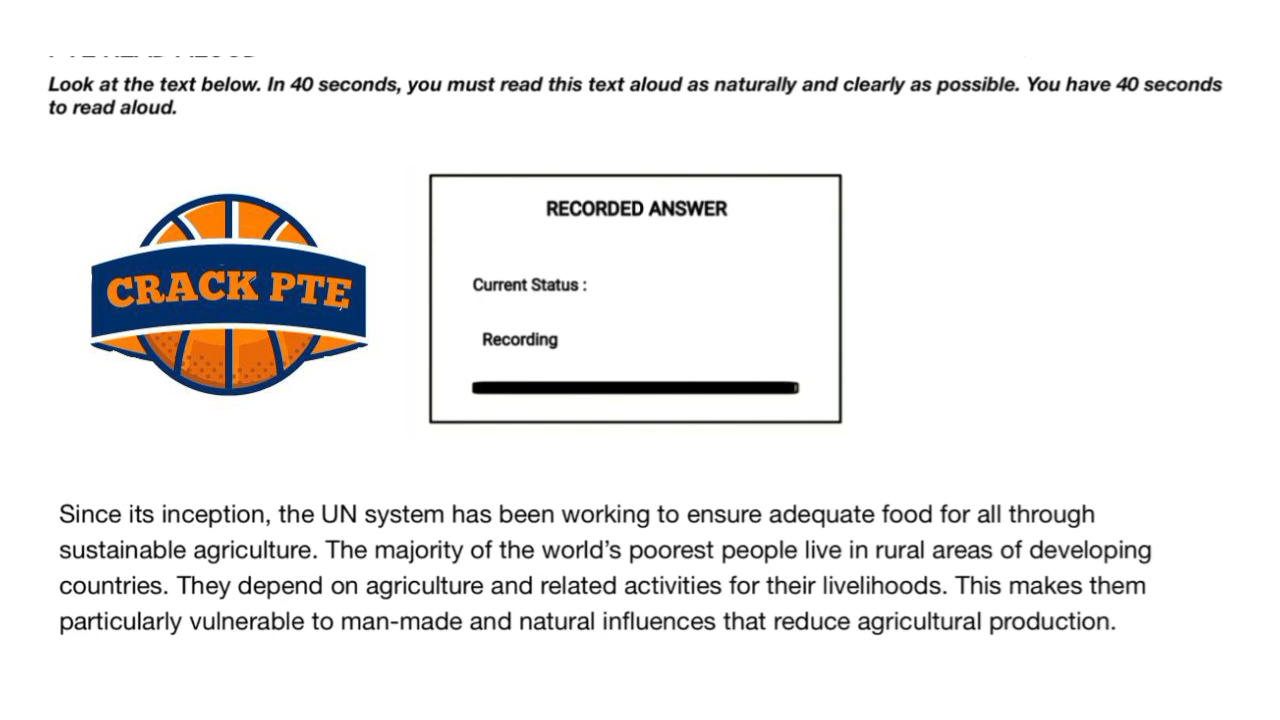 Look at the text below. In 40 seconds, you must read this text aloud as naturally and clearly as possible. You have 40 seconds
to read aloud.
CRACK PTE
RECORDED ANSWER
Current Status :
Recording
Since its inception, the UN system has been working to ensure adequate food for all through
sustainable agriculture. The majority of the world’s poorest people live in rural areas of developing
countries. They depend on agriculture and related activities for their livelihoods. This makes them
particularly vulnerable to man-made and natural influences that reduce agricultural production.